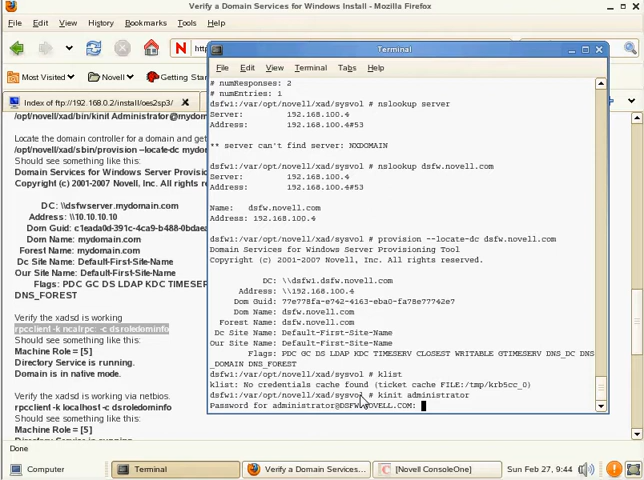 Verify a Domain Services for Windows Install - Mozilla Firefox
File Edit View History Bookmarks Tools Help
Most Visited Novell Getting Star
Index of ftp://192.168.0.2/install/oes2sp3/
/opt/novell/xad/bin/kinit Administrator@mydom
Locate the domain controller for a domain and get
/opt/novell/xad/sbin/provision --locate-dc mydom
Should see something like this:
Domain Services for Windows Server Provision
Copyright (c) 2001-2007 Novell, Inc. All rights
DC: \\dsfwserver.mydomain.com
Address: \\10.10.10.10
Dom Guid: c1eada0d-391c-4ca9-b488-0bdea
Dom Name: mydomain.com
Forest Name: mydomain.com
Dc Site Name: Default-First-Site-Name
Our Site Name: Default-First-Site-Name
Flags: PDC GC DS LDAP KDC TIMESERV
DNS_FOREST
Verify the xadsd is working
rpcclient -k ncalrpc: -c dsroledominfo
Should see something like this:
Machine Role = [5]
Directory Service is running.
Domain is in native mode.
Verify the xadsd is working via netbios.
rpcclient -k localhost -c dsroledominfo
Should see something like this:
Machine Role = [5]
Done
Terminal
File Edit View Terminal Tabs Help
# numResponses: 2
# numEntries: 1
dsfw1:/var/opt/novell/xad/sysvol # nslookup server
Server: 192.168.100.4
Address: 192.168.100.4#53
** server can't find server: NXDOMAIN
dsfw1:/var/opt/novell/xad/sysvol # nslookup dsfw.novell.com
Server: 192.168.100.4
Address: 192.168.100.4#53
Name: dsfw.novell.com
Address: 192.168.100.4
dsfw1:/var/opt/novell/xad/sysvol # provision --locate-dc dsfw.novell.com
Domain Services for Windows Provisioning Tool
Copyright (c) 2001-2007 Novell, Inc. All rights reserved.
DC: \\dsfw1.dsfw.novell.com
Address: \\192.168.100.4
Dom Guid: 77e778fa-e742-4163-eba0-fa78e77742e7
Dom Name: dsfw.novell.com
Forest Name: dsfw.novell.com
Dc Site Name: Default-First-Site-Name
Our Site Name: Default-First-Site-Name
Flags: PDC GC DS LDAP KDC TIMESERV CLOSEST WRITABLE GTIMESERV DNS_DC DNS
_DOMAIN DNS_FOREST
dsfw1:/var/opt/novell/xad/sysvol # klist
klist: No credentials cache found (ticket cache FILE:/tmp/krb5cc_0)
dsfw1:/var/opt/novell/xad/sysvol # kinit administrator
Password for administrator@DSFW.NOVELL.COM:
Computer Terminal Verify a Domain Services... [Novell ConsoleOne] Sun Feb 27, 9:44